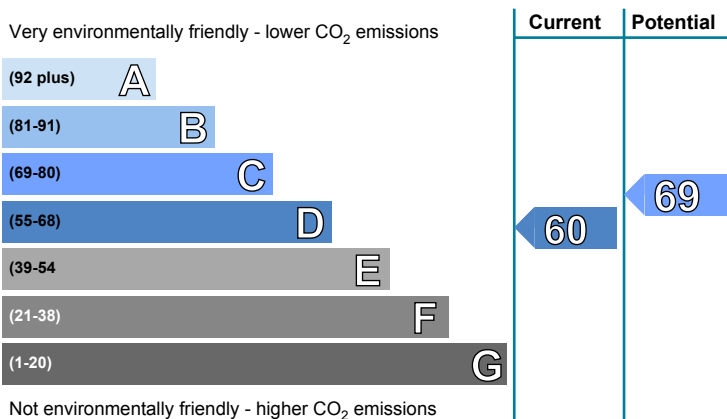 Very environmentally friendly - lower CO2 emissions
Current
Potential
(92 plus) A
(81-91) B
(69-80) C
(55-68) D
(39-54 E
(21-38) F
(1-20) G
60
69
Not environmentally friendly - higher CO2 emissions